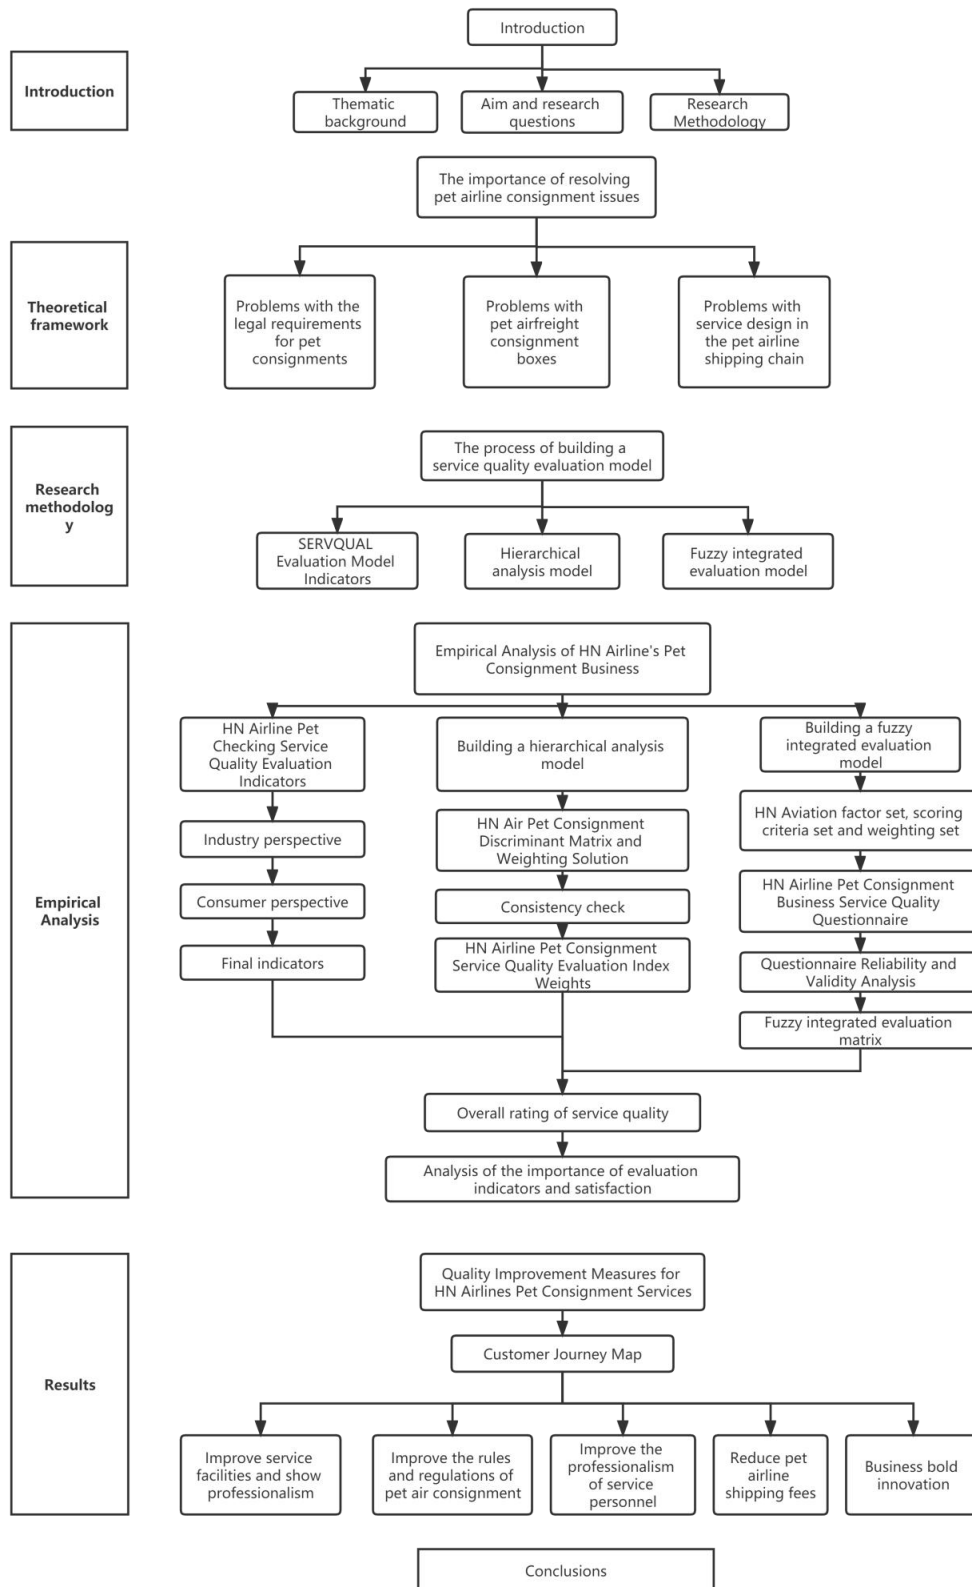 Introduction
Introduction
Thematic
background
Aim and research
questions
Research
Methodology
The importance of resolving
pet airline consignment issues
Theoretical
framework
Problems with the
legal requirements
for pet
consignments
Problems with
pet airfreight
consignment
boxes
Problems with
service design in
the pet airline
shipping chain
Research
methodolog
y
The process of building a
service quality evaluation model
SERVQUAL
Evaluation Model
Indicators
Hierarchical
analysis model
Fuzzy integrated
evaluation model
Empirical
Analysis
Empirical Analysis of HN Airline's Pet
Consignment Business
HN Airline Pet
Checking Service
Quality Evaluation
Indicators
Industry perspective
Consumer perspective
Final indicators
Building a hierarchical analysis
model
HN Air Pet Consignment
Discriminant Matrix and
Weighting Solution
Consistency check
HN Airline Pet Consignment
Service Quality Evaluation Index
Weights
Building a fuzzy
integrated evaluation
model
HN Aviation factor set, scoring
criteria set and weighting set
HN Airline Pet Consignment
Business Service Quality
Questionnaire
Questionnaire Reliability and
Validity Analysis
Fuzzy integrated evaluation
matrix
Overall rating of service quality
Analysis of the importance of evaluation
indicators and satisfaction
Results
Quality Improvement Measures for
HN Airlines Pet Consignment Services
Customer Journey Map
Improve service
facilities and show
professionalism
Improve the rules
and regulations of
pet air consignment
Improve the
professionalism
of service
personnel
Reduce pet
airline
shipping fees
Business bold
innovation
Conclusions